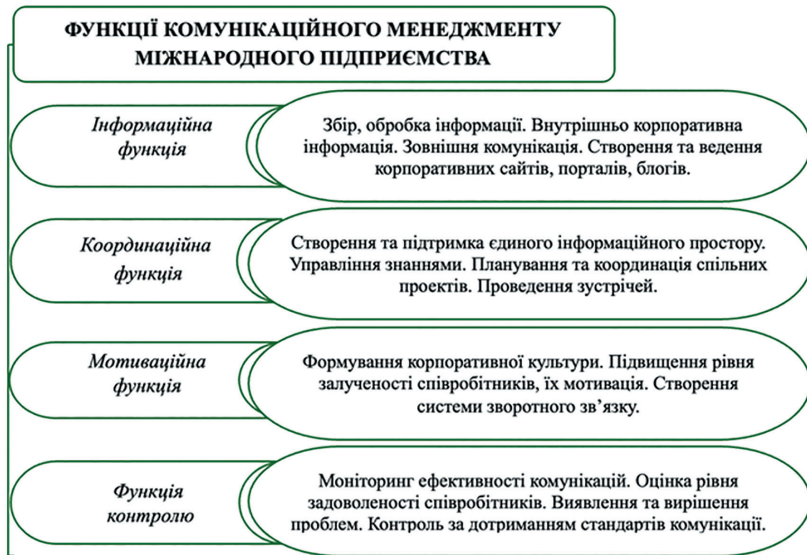 ФУНКЦІЇ КОМУНІКАЦІЙНОГО МЕНЕДЖМЕНТУ
МІЖНАРОДНОГО ПІДПРИЄМСТВА
Інформаційна
функція
Збір, обробка інформації. Внутрішньо корпоративна
інформація. Зовнішня комунікація. Створення та ведення
корпоративних сайтів, порталів, блогів.
Координаційна
функція
Створення та підтримка єдиного інформаційного простору.
Управління знаннями. Планування та координація спільних
проектів. Проведення зустрічей.
Мотиваційна
функція
Формування корпоративної культури. Підвищення рівня
залученості співробітників, їх мотивація. Створення
системи зворотного зв’язку.
Функція
контролю
Моніторинг ефективності комунікацій. Оцінка рівня
задоволеності співробітників. Виявлення та вирішення
проблем. Контроль за дотриманням стандартів комунікації.